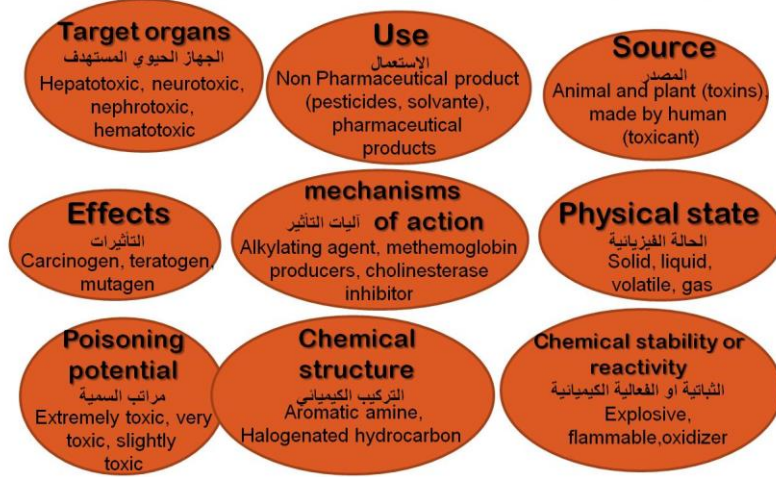 Target organs
الجهاز الحيوي المستهدف
Hepatotoxic, neurotoxic,
nephrotoxic,
hematotoxic
Use
الاستعمال
Non Pharmaceutical product
(pesticides, solvante),
pharmaceutical
products
Source
المصدر
Animal and plant (toxins),
made by human
(toxicant)
Effects
التأثيرات
Carcinogen, teratogen,
mutagen
mechanisms
آليات التأثير of action
Alkylating agent, methemoglobin
producers, cholinesterase
inhibitor
Physical state
الحالة الفيزيائية
Solid, liquid,
volatile, gas
Poisoning
potential
مراتب السمية
Extremely toxic, very
toxic, slightly
toxic
Chemical
structure
التركيب الكيميائي
Aromatic amine,
Halogenated hydrocarbon
Chemical stability or
reactivity
الثباتية او الفعالية الكيميائية
Explosive,
flammable,oxidizer